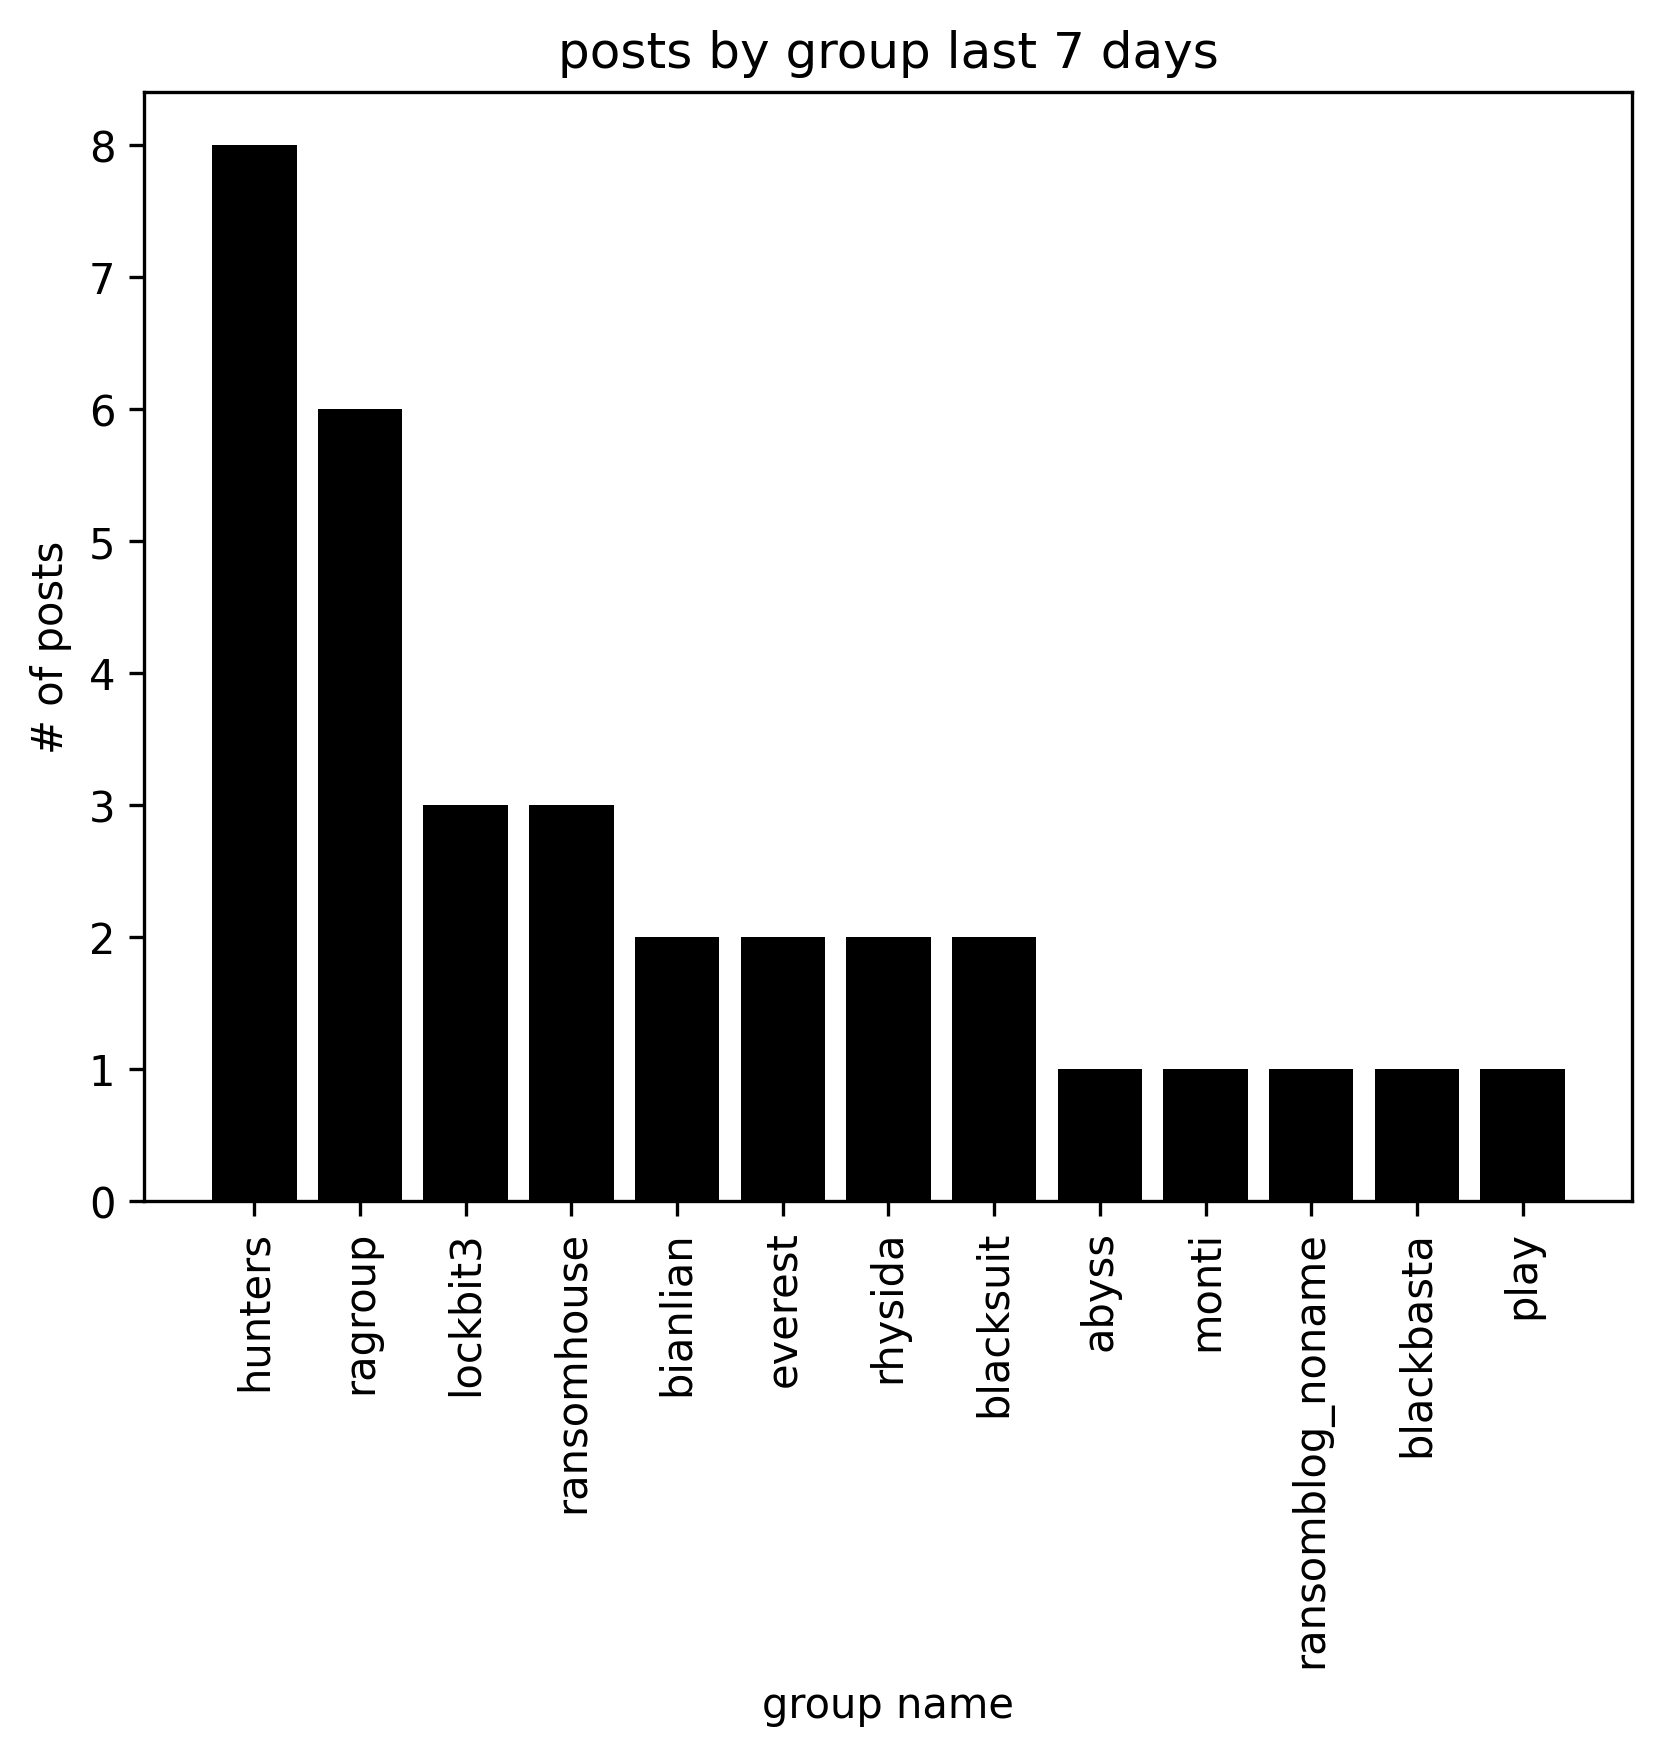 posts by group last 7 days
8
7
6
5
4
3
2
1
0
# of posts
hunters
ragroup
lockbit3
ransomhouse
bianlian
everest
rhysida
blacksuit
abyss
monti
ransomblog_noname
blackbasta
play
group name